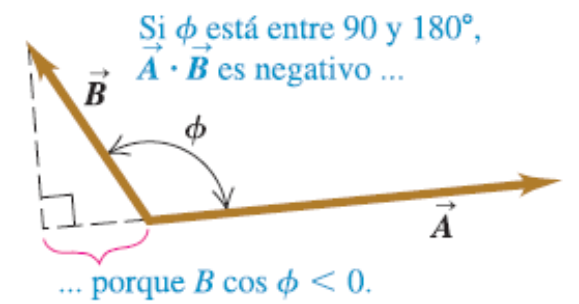 Si ϕ está entre 90 y 180°,
A⃗ · B⃗ es negativo ...
B⃗
ϕ
A⃗
... porque B cos ϕ < 0.